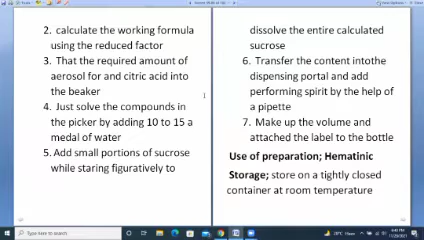 2. calculate the working formula
using the reduced factor
3. That the required amount of
aerosol for and citric acid into
the beaker
4. Just solve the compounds in
the picker by adding 10 to 15 a
medal of water
5. Add small portions of sucrose
while staring figuratively to
dissolve the entire calculated
sucrose
6. Transfer the content intothe
dispensing portal and add
performing spirit by the help of
a pipette
7. Make up the volume and
attached the label to the bottle
Use of preparation; Hematinic
Storage; store on a tightly closed
container at room temperature
Type here to search